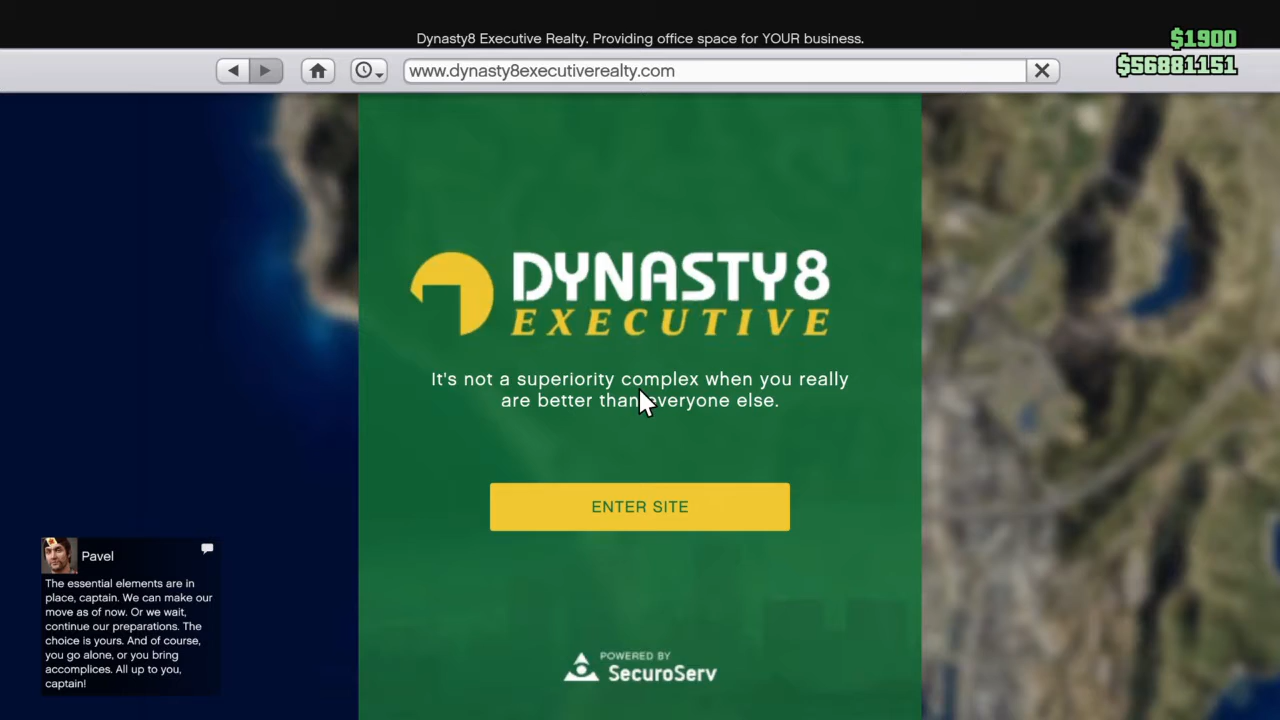 Dynasty8 Executive Realty. Providing office space for YOUR business.
$1900
$56881151
www.dynasty8executiverealty.com
DYNASTY8
EXECUTIVE
It's not a superiority complex when you really
are better than everyone else.
ENTER SITE
Pavel
The essential elements are in
place, captain. We can make our
move as of now. Or we wait,
continue our preparations. The
choice is yours. And of course,
you go alone, or you bring
accomplices. All up to you,
captain!
POWERED BY
SecuroServ